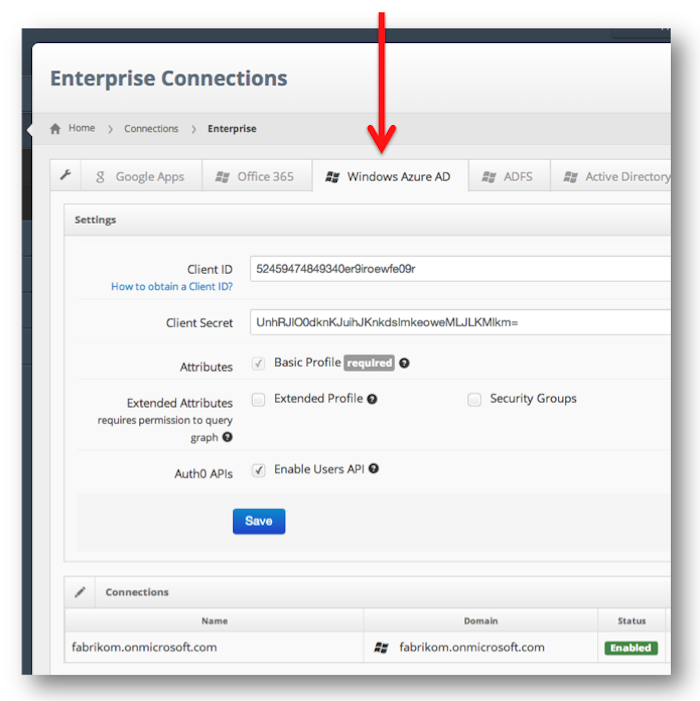 Enterprise Connections
Home
Connections
Enterprise
Google Apps
Office 365
Windows Azure AD
ADFS
Active Directory
Settings
Client ID
52459474849340er9iroewfe09r
How to obtain a Client ID?
Client Secret
UnhRJlO0dknKJuihJKnkdslmkeoweMLJLKMlkm=
Attributes
Basic Profile required
Extended Attributes
Extended Profile
Security Groups
requires permission to query
graph
Auth0 APIs
Enable Users API
Save
Connections
Name
Domain
Status
fabrikom.onmicrosoft.com
fabrikom.onmicrosoft.com
Enabled